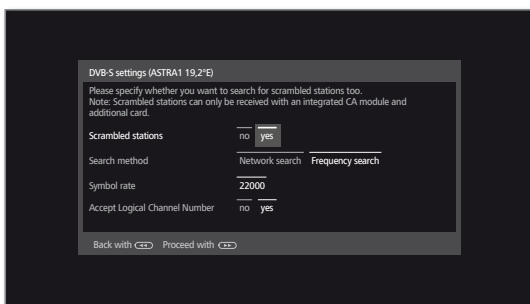 DVB-S settings (ASTRA1 19,2°E)
Please specify whether you want to search for scrambled stations too.
Note: Scrambled stations can only be received with an integrated CA module and
additional card.
Scrambled stations no yes
Search method Network search Frequency search
Symbol rate 22000
Accept Logical Channel Number no yes
Back with Proceed with